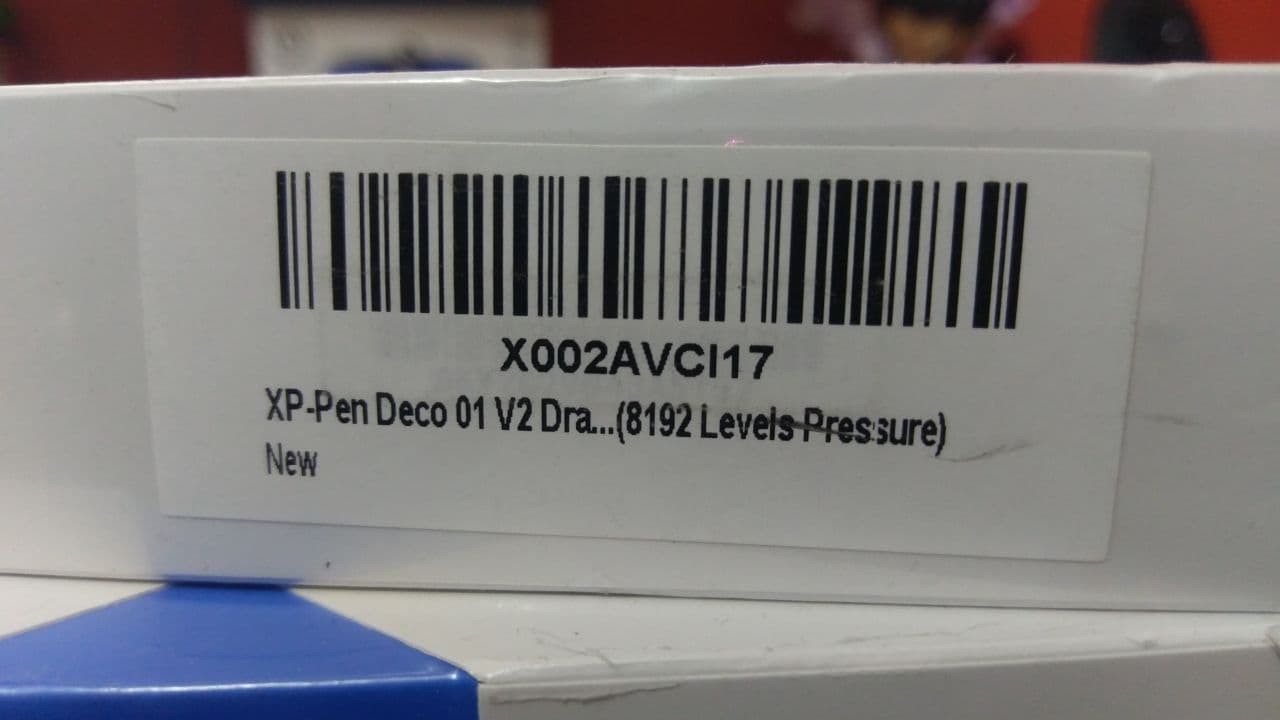 X002AVCI17
XP-Pen Deco 01 V2 Dra...(8192 Levels Pressure)
New